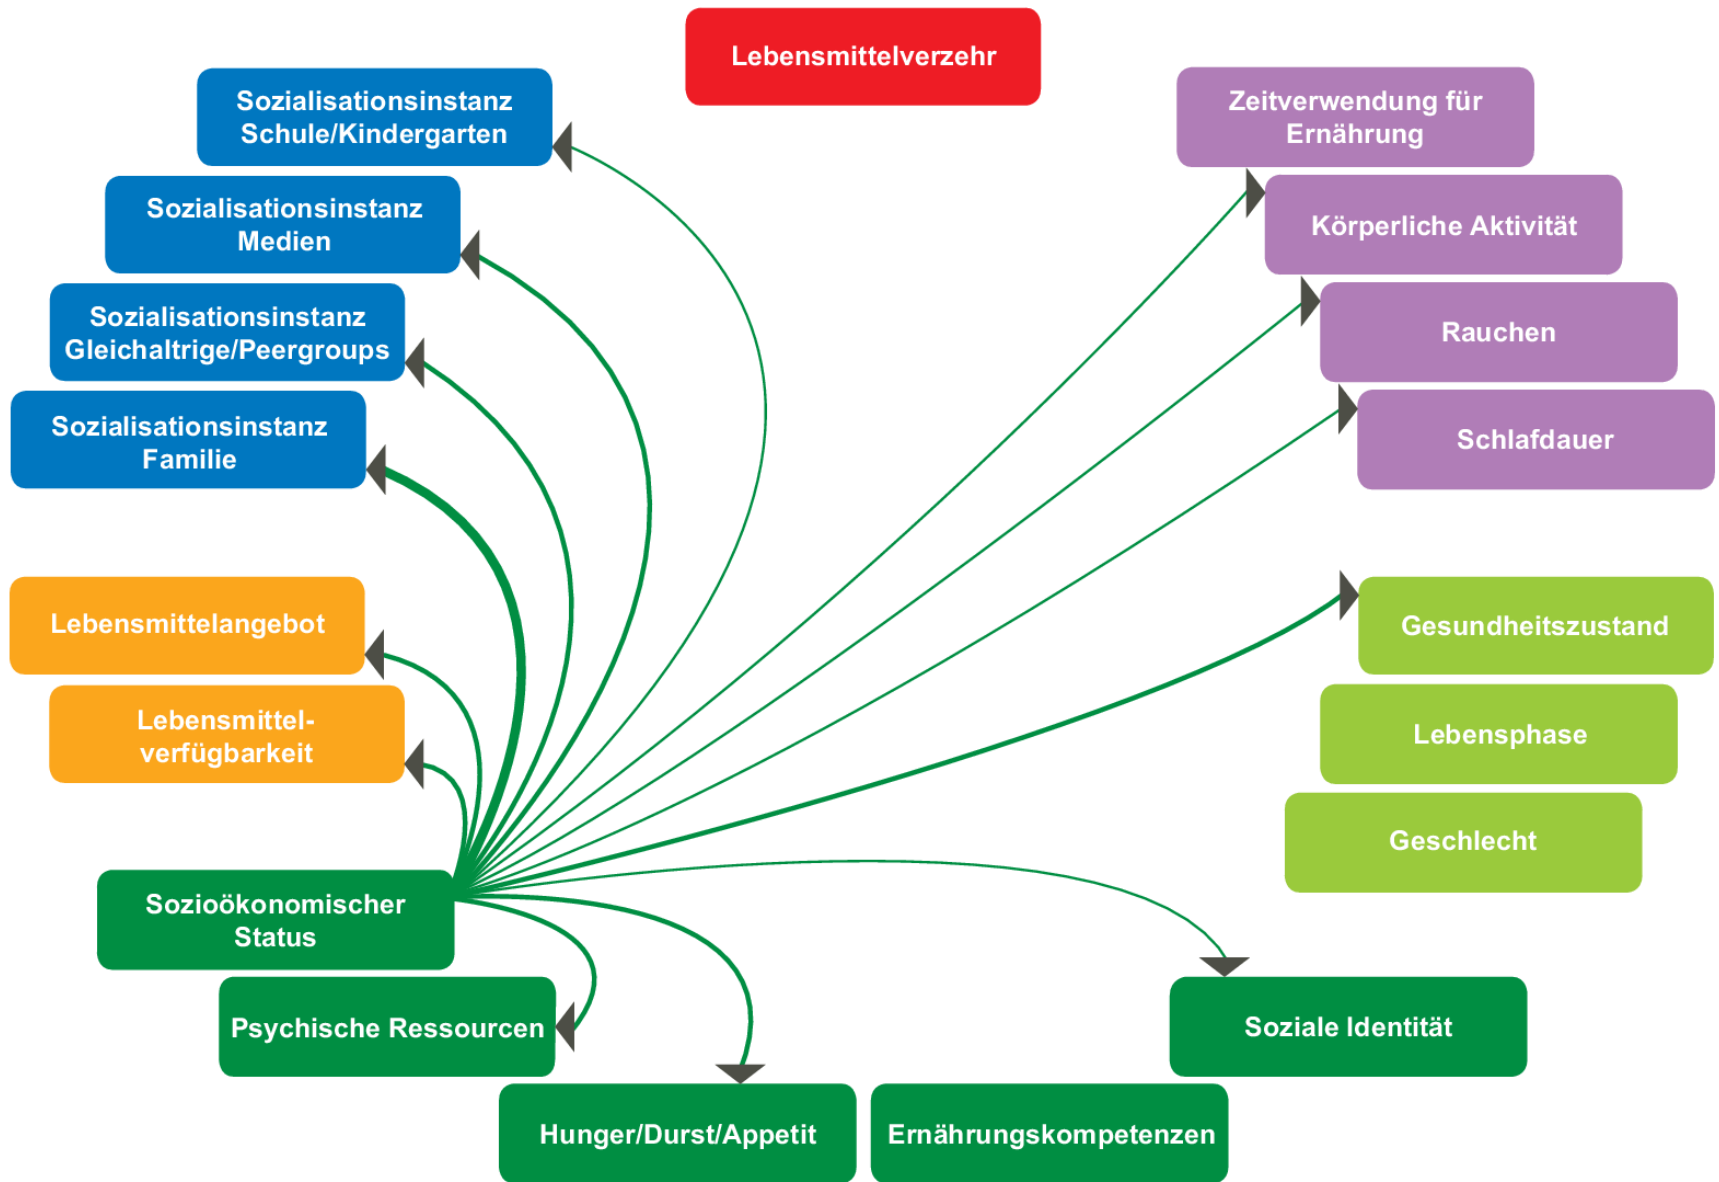 Lebensmittelverzehr
Sozialisationsinstanz
Schule/Kindergarten
Sozialisationsinstanz
Medien
Sozialisationsinstanz
Gleichaltrige/Peergroups
Sozialisationsinstanz
Familie
Lebensmittelangebot
Lebensmittel-
verfügbarkeit
Sozioökonomischer
Status
Psychische Ressourcen
Hunger/Durst/Appetit
Ernährungskompetenzen
Soziale Identität
Geschlecht
Lebensphase
Gesundheitszustand
Schlafdauer
Rauchen
Körperliche Aktivität
Zeitverwendung für
Ernährung